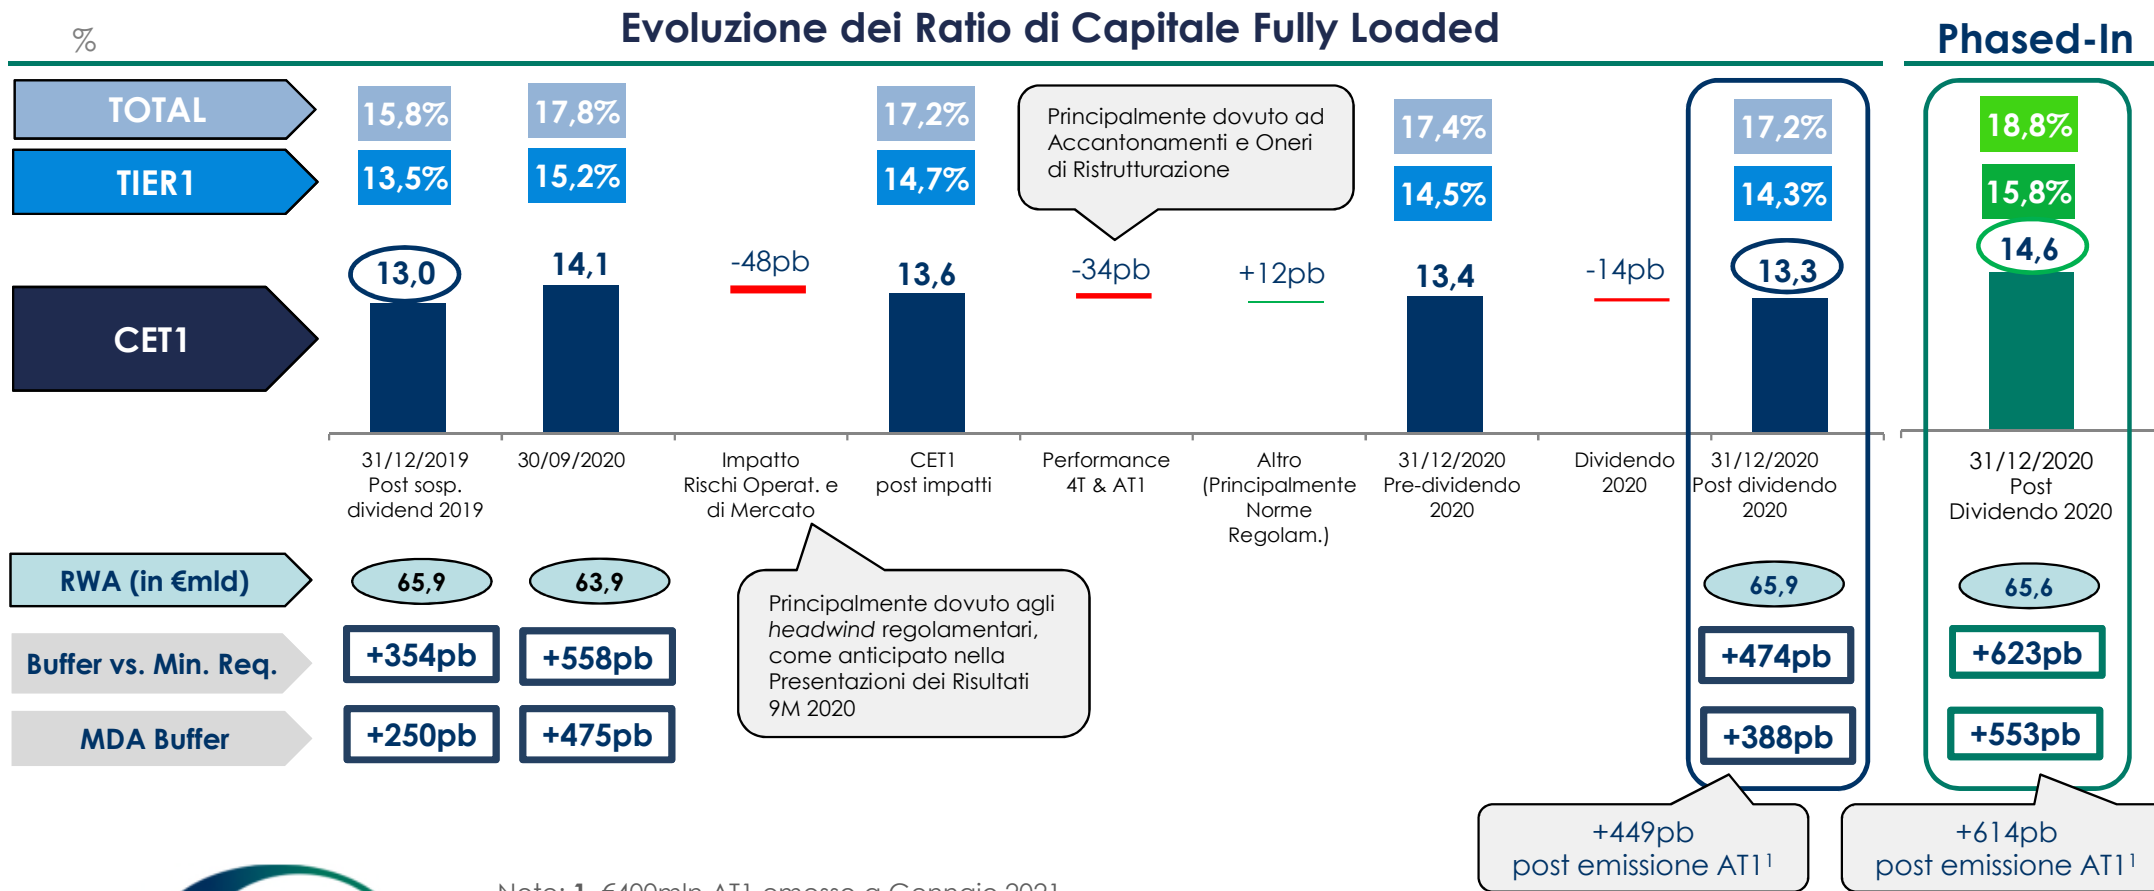 Evoluzione dei Ratio di Capitale Fully Loaded
Phased-In
%
TOTAL
15,8%
17,8%
17,2%
17,4%
17,2%
18,8%
TIER1
13,5%
15,2%
14,7%
14,5%
14,3%
15,8%
Principalmente dovuto ad
Accantonamenti e Oneri
di Ristrutturazione
CET1
13,0
14,1
-48pb
13,6
-34pb
+12pb
13,4
-14pb
13,3
14,6
31/12/2019
Post sosp.
dividend 2019
30/09/2020
Impatto
Rischi Operat. e
di Mercato
CET1
post impatti
Performance
4T & AT1
Altro
(Principalmente
Norme
Regolam.)
31/12/2020
Pre-dividendo
2020
Dividendo
2020
31/12/2020
Post dividendo
2020
31/12/2020
Post
Dividendo 2020
RWA (in €mld)
65,9
63,9
65,9
65,6
Principalmente dovuto agli
headwind regolamentari,
come anticipato nella
Presentazioni dei Risultati
9M 2020
Buffer vs. Min. Req.
+354pb
+558pb
+474pb
+623pb
MDA Buffer
+250pb
+475pb
+388pb
+553pb
+449pb
post emissione AT1¹
+614pb
post emissione AT1¹
Note: 1. €400mln AT1 emesso a Gennaio 2021